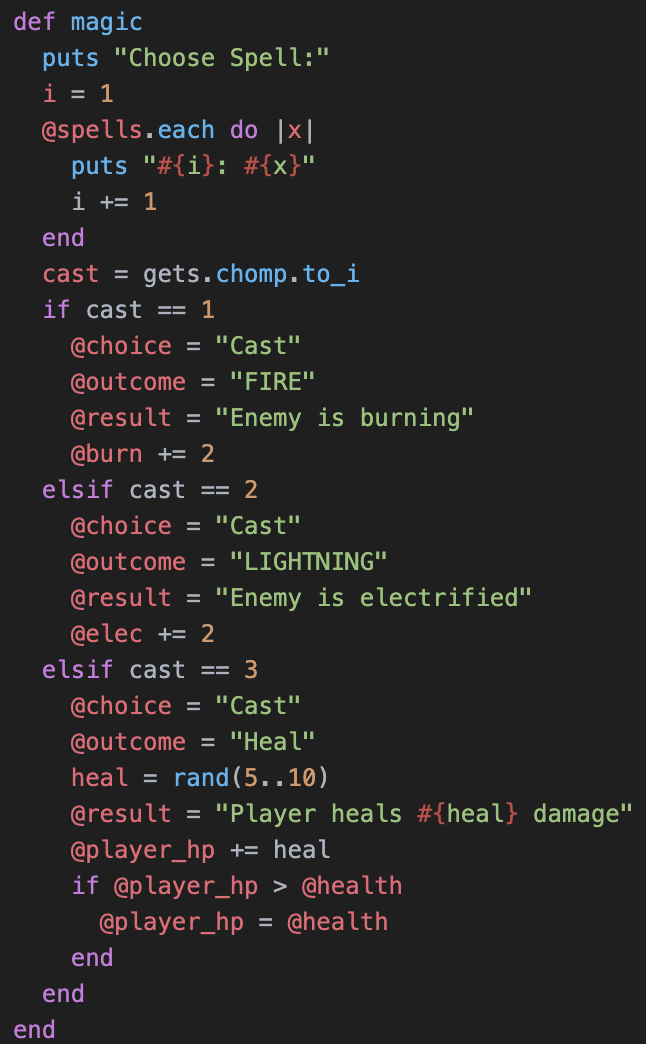 def magic
  puts "Choose Spell:"
  i = 1
  @spells.each do |x|
    puts "#{i}: #{x}"
    i += 1
  end
  cast = gets.chomp.to_i
  if cast == 1
    @choice = "Cast"
    @outcome = "FIRE"
    @result = "Enemy is burning"
    @burn += 2
  elsif cast == 2
    @choice = "Cast"
    @outcome = "LIGHTNING"
    @result = "Enemy is electrified"
    @elec += 2
  elsif cast == 3
    @choice = "Cast"
    @outcome = "Heal"
    heal = rand(5..10)
    @result = "Player heals #{heal} damage"
    @player_hp += heal
    if @player_hp > @health
      @player_hp = @health
    end
  end
end